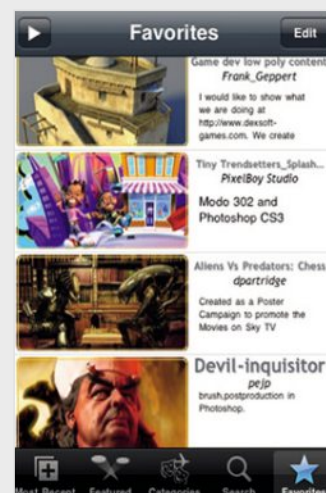 Favorites
Edit
Game dev low poly content
Frank_Geppert
I would like to show what
we are doing at
http://www.dexsoft-
games.com. We create
Tiny Trendsetters_Splash...
PixelBoy Studio
Modo 302 and
Photoshop CS3
Aliens Vs Predators: Chess
dpartridge
Created as a Poster
Campaign to promote the
Movies on Sky TV
Devil-inquisitor
pejp
brush,postproduction in
Photoshop.
Most Recent
Featured
Categories
Search
Favorites